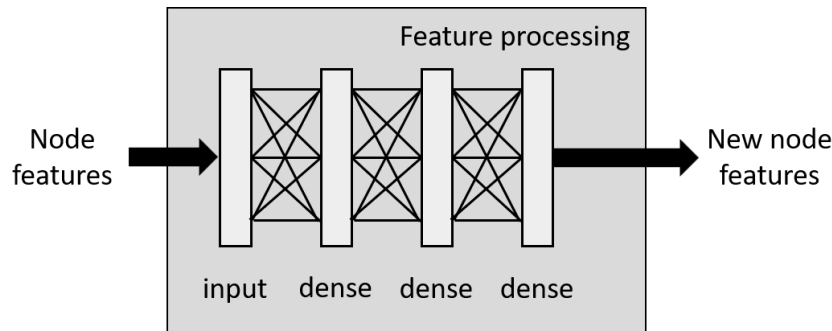 Feature processing
Node
features
New node
features
input
dense
dense
dense